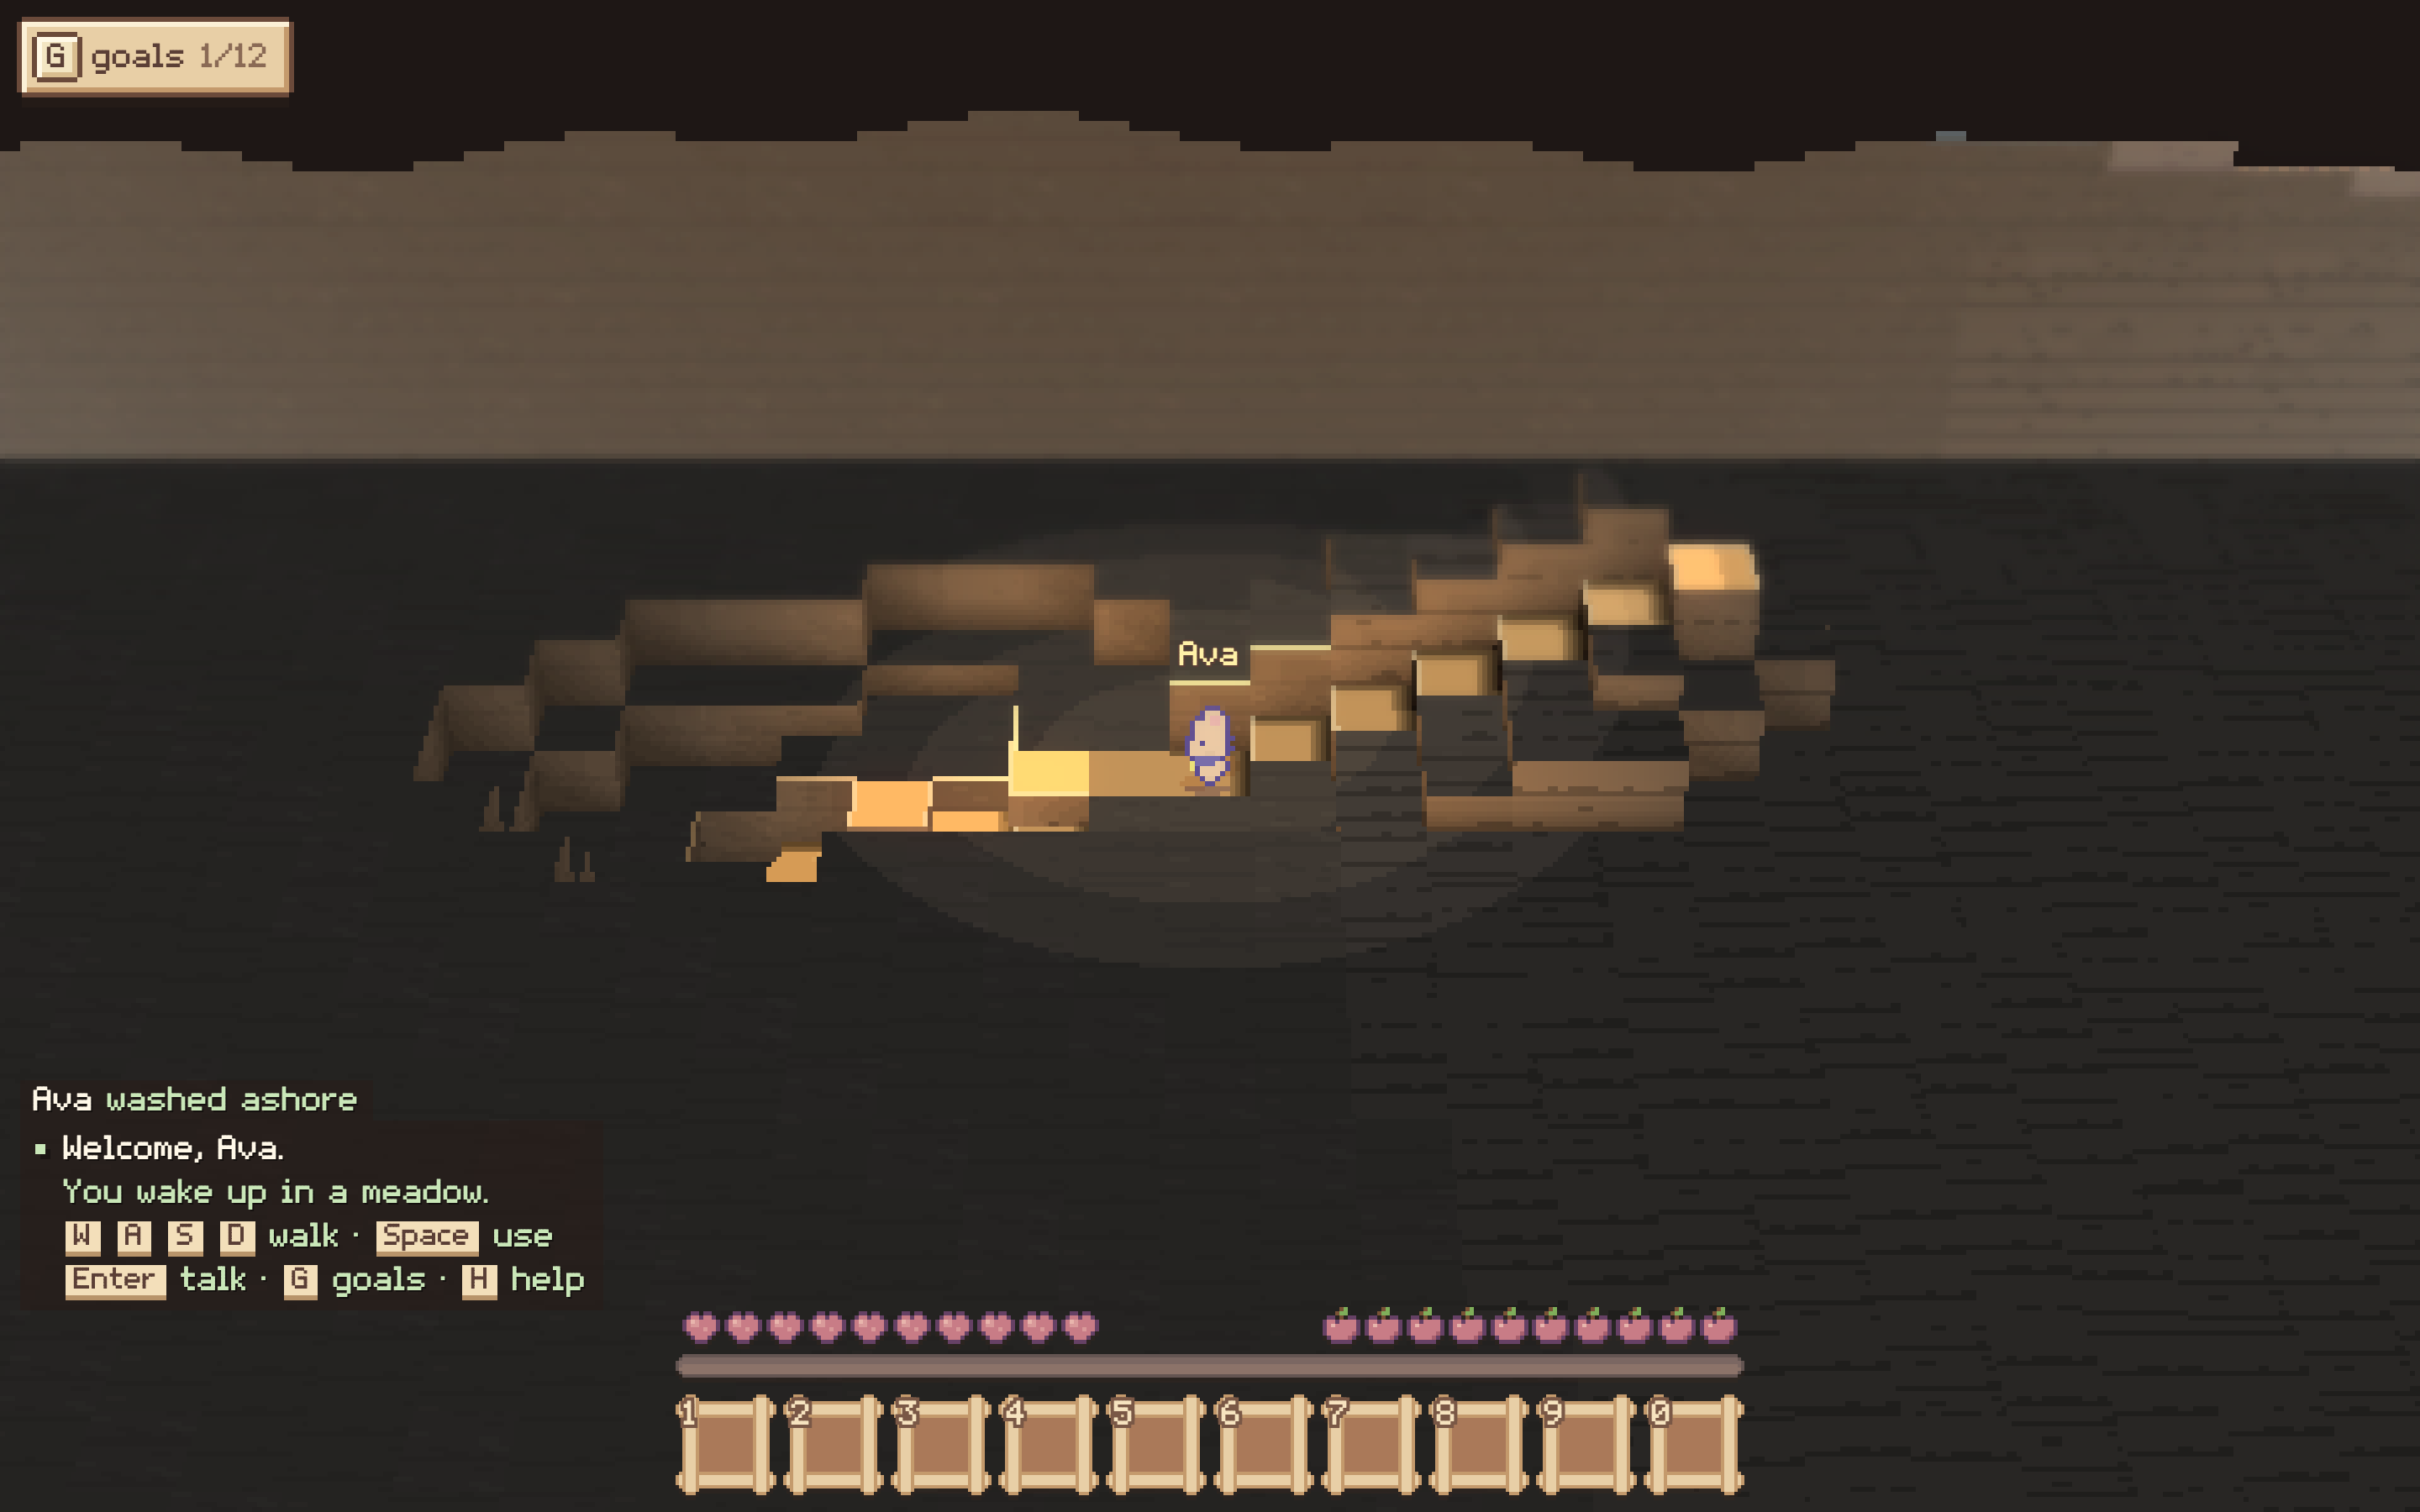 G goals 1/12
Ava
Ava washed ashore
Welcome, Ava.
You wake up in a meadow.
W A S D walk · Space use
Enter talk · G goals · H help
1 2 3 4 5 6 7 8 9 0